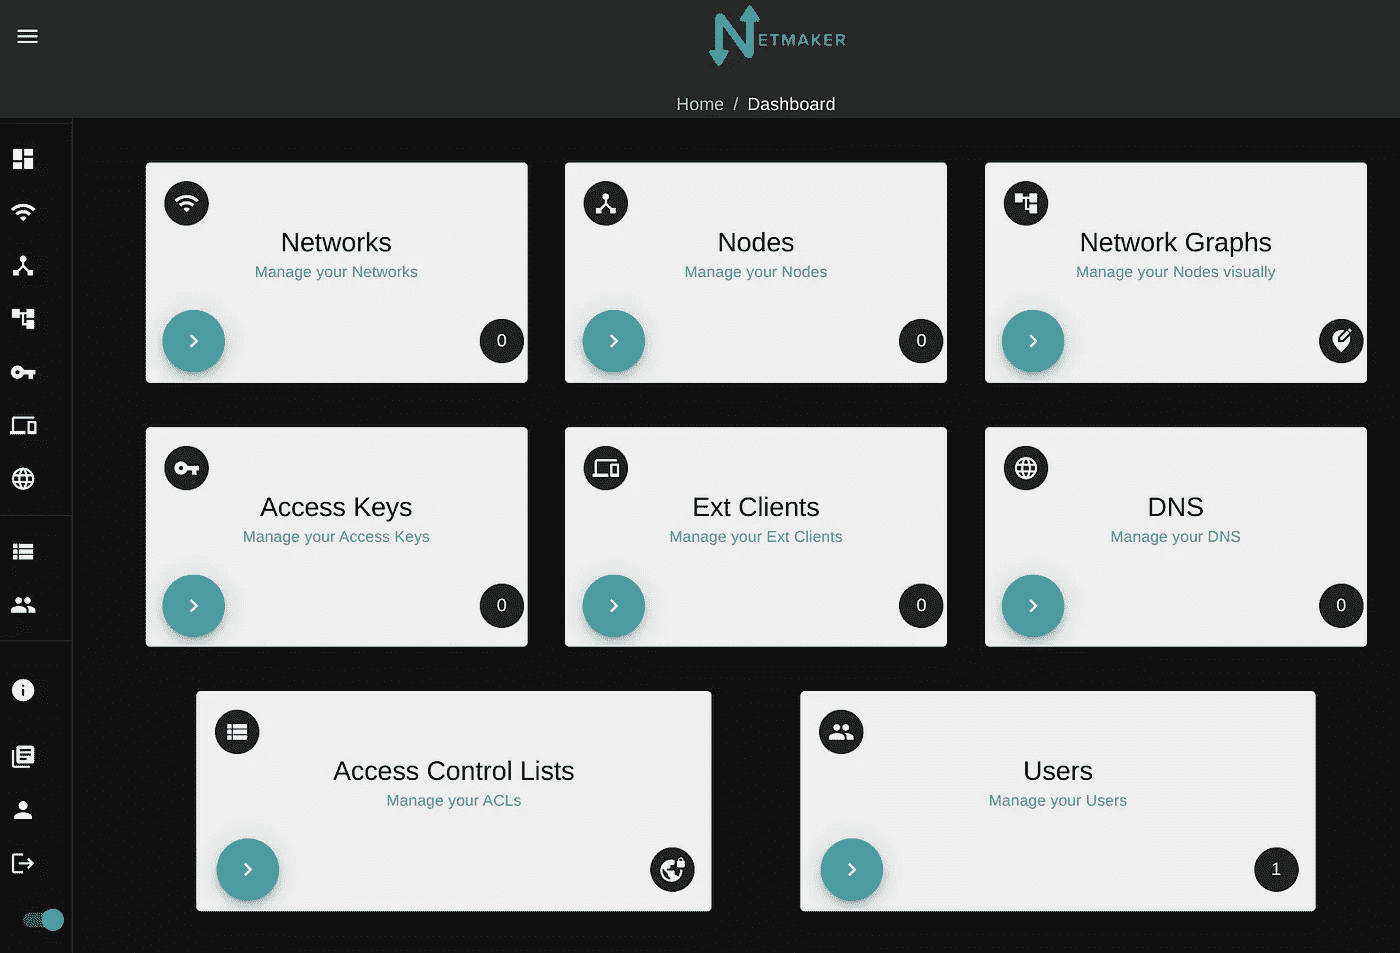 NETMAKER
Home / Dashboard
Networks
Manage your Networks
0
Nodes
Manage your Nodes
0
Network Graphs
Manage your Nodes visually
Access Keys
Manage your Access Keys
0
Ext Clients
Manage your Ext Clients
0
DNS
Manage your DNS
0
Access Control Lists
Manage your ACLs
Users
Manage your Users
1